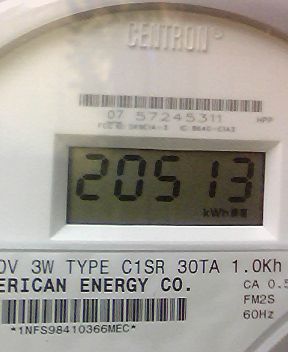 CENTRON®
07 57245311 HPP
20513
kWh
0V 3W TYPE C1SR 30TA 1.0Kh
ERICAN ENERGY CO.
CA 0.5
FM2S
60Hz
*1NFS98410366MEC*